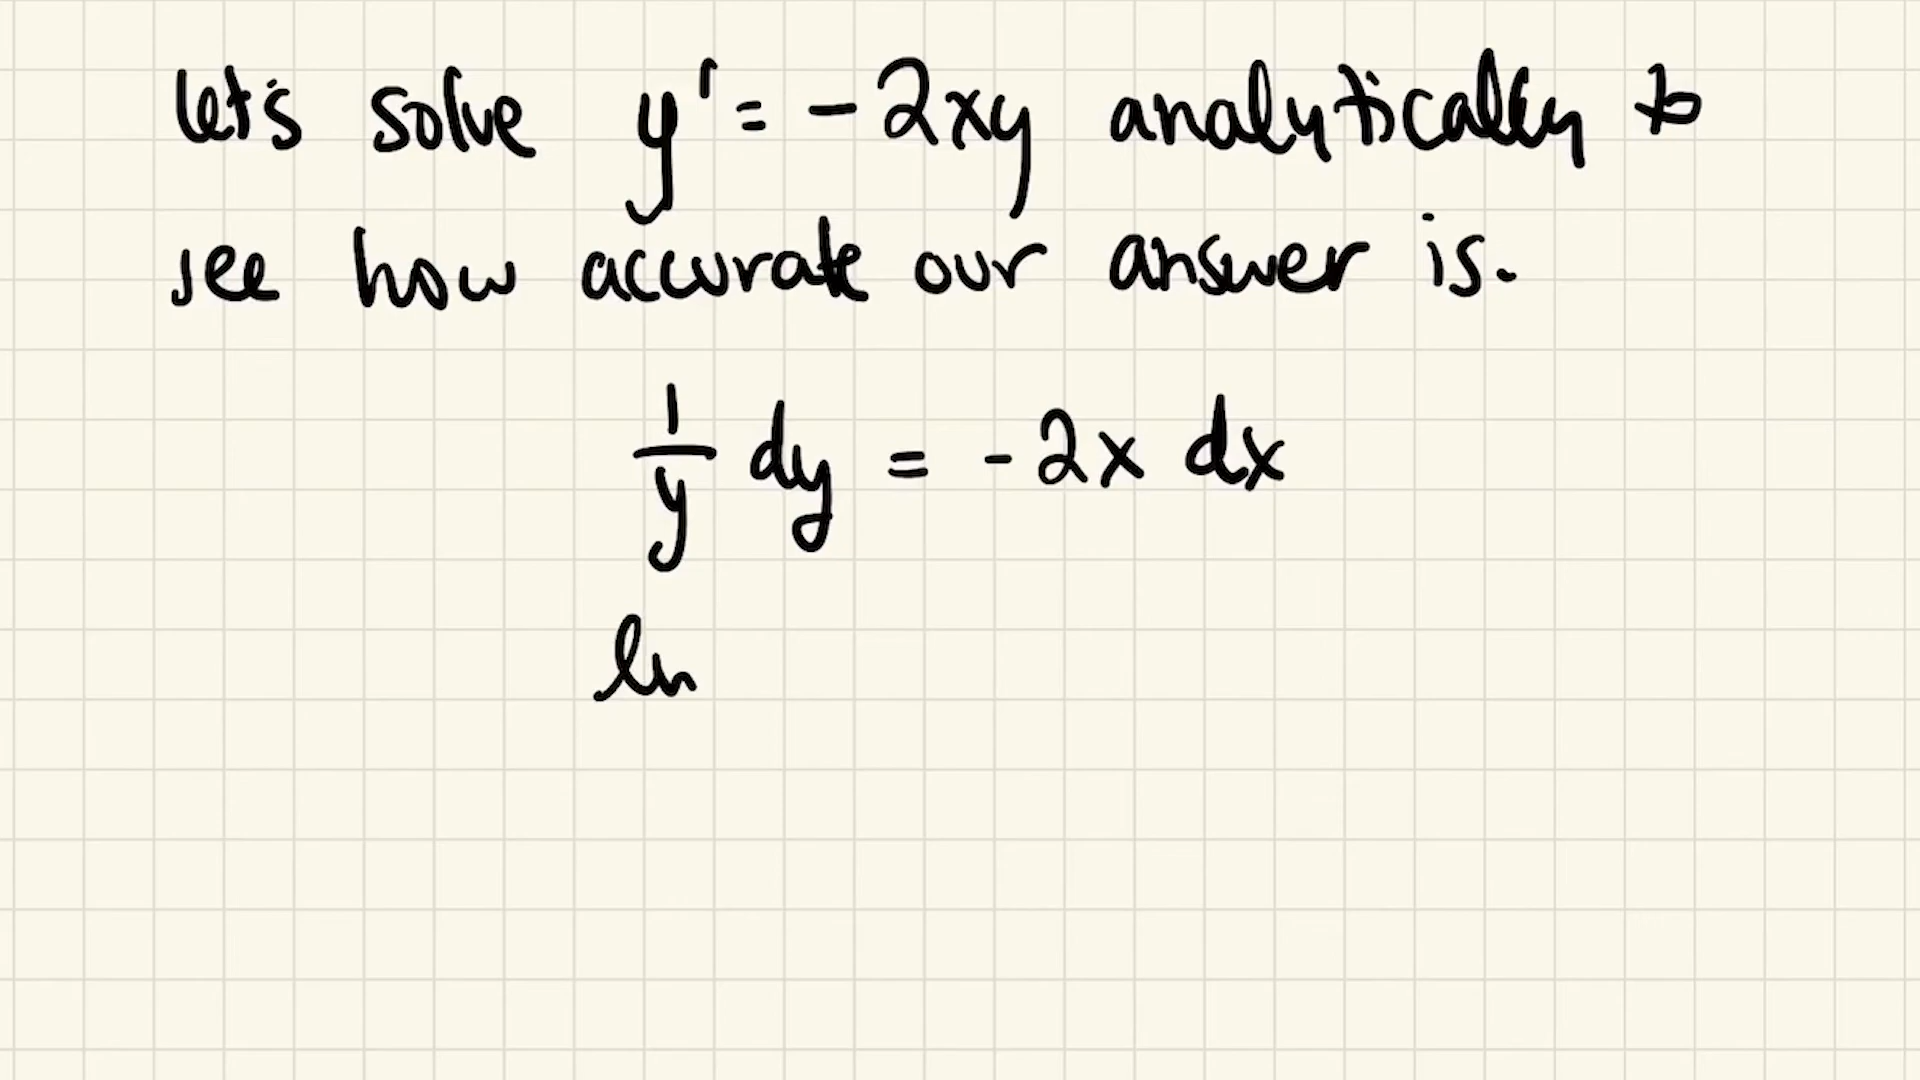 let's solve y' = -2xy analytically to
see how accurate our answer is.
1/y dy = -2x dx
ln